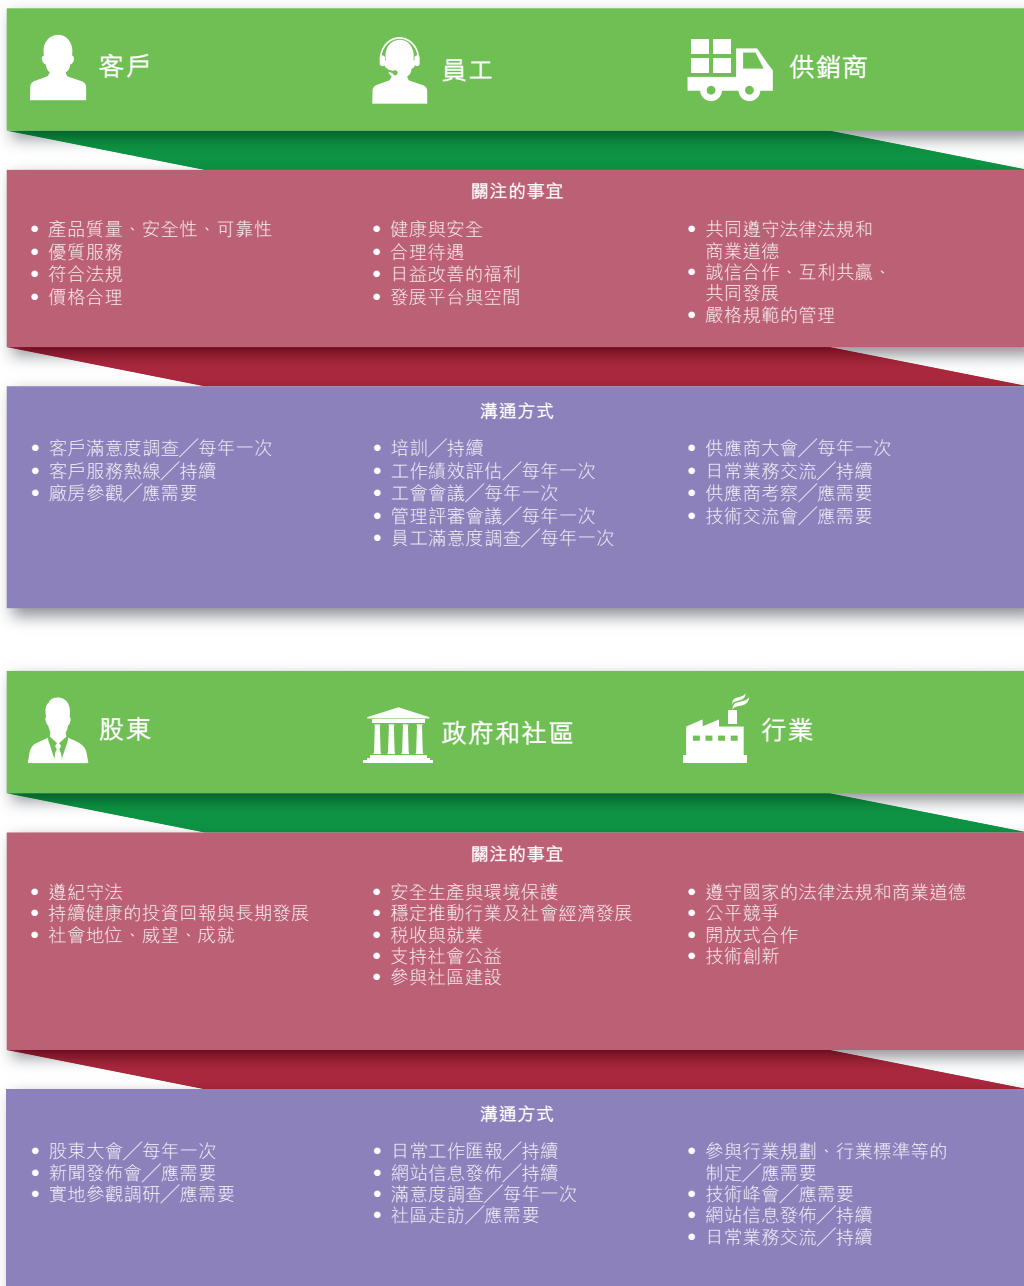 客戶
員工
供銷商
關注的事宜
• 產品質量、安全性、可靠性
• 優質服務
• 符合法規
• 價格合理
• 健康與安全
• 合理待遇
• 日益改善的福利
• 發展平台與空間
• 共同遵守法律法規和
商業道德
• 誠信合作、互利共贏、
共同發展
• 嚴格規範的管理
溝通方式
• 客戶滿意度調查╱每年一次
• 客戶服務熱線╱持續
• 廠房參觀╱應需要
• 培訓╱持續
• 工作績效評估╱每年一次
• 工會會議╱每年一次
• 管理評審會議╱每年一次
• 員工滿意度調查╱每年一次
• 供應商大會╱每年一次
• 日常業務交流╱持續
• 供應商考察╱應需要
• 技術交流會╱應需要
股東
政府和社區
行業
關注的事宜
• 遵紀守法
• 持續健康的投資回報與長期發展
• 社會地位、威望、成就
• 安全生產與環境保護
• 穩定推動行業及社會經濟發展
• 税收與就業
• 支持社會公益
• 參與社區建設
• 遵守國家的法律法規和商業道德
• 公平競爭
• 開放式合作
• 技術創新
溝通方式
• 股東大會╱每年一次
• 新聞發佈會╱應需要
• 實地參觀調研╱應需要
• 日常工作匯報╱持續
• 網站信息發佈╱持續
• 滿意度調查╱每年一次
• 社區走訪╱應需要
• 參與行業規劃、行業標準等的
制定╱應需要
• 技術峰會╱應需要
• 網站信息發佈╱持續
• 日常業務交流╱持續